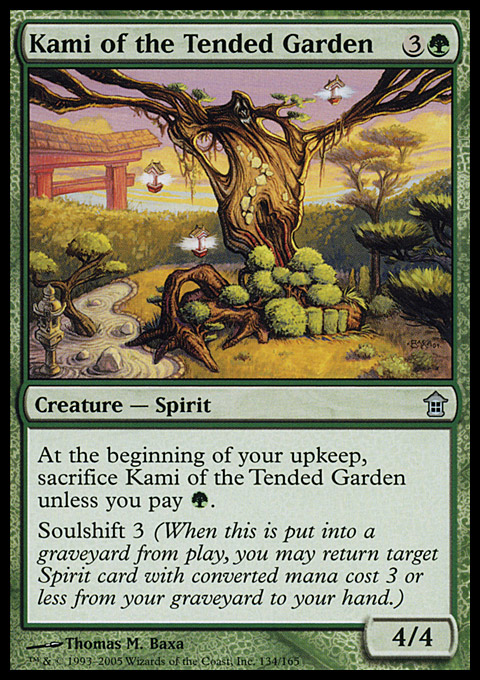 Kami of the Tended Garden 3
Creature — Spirit
At the beginning of your upkeep,
sacrifice Kami of the Tended Garden
unless you pay .
Soulshift 3 (When this is put into a
graveyard from play, you may return target
Spirit card with converted mana cost 3 or
less from your graveyard to your hand.)
Thomas M. Baxa
4/4
™ & © 1993–2005 Wizards of the Coast, Inc. 134/165